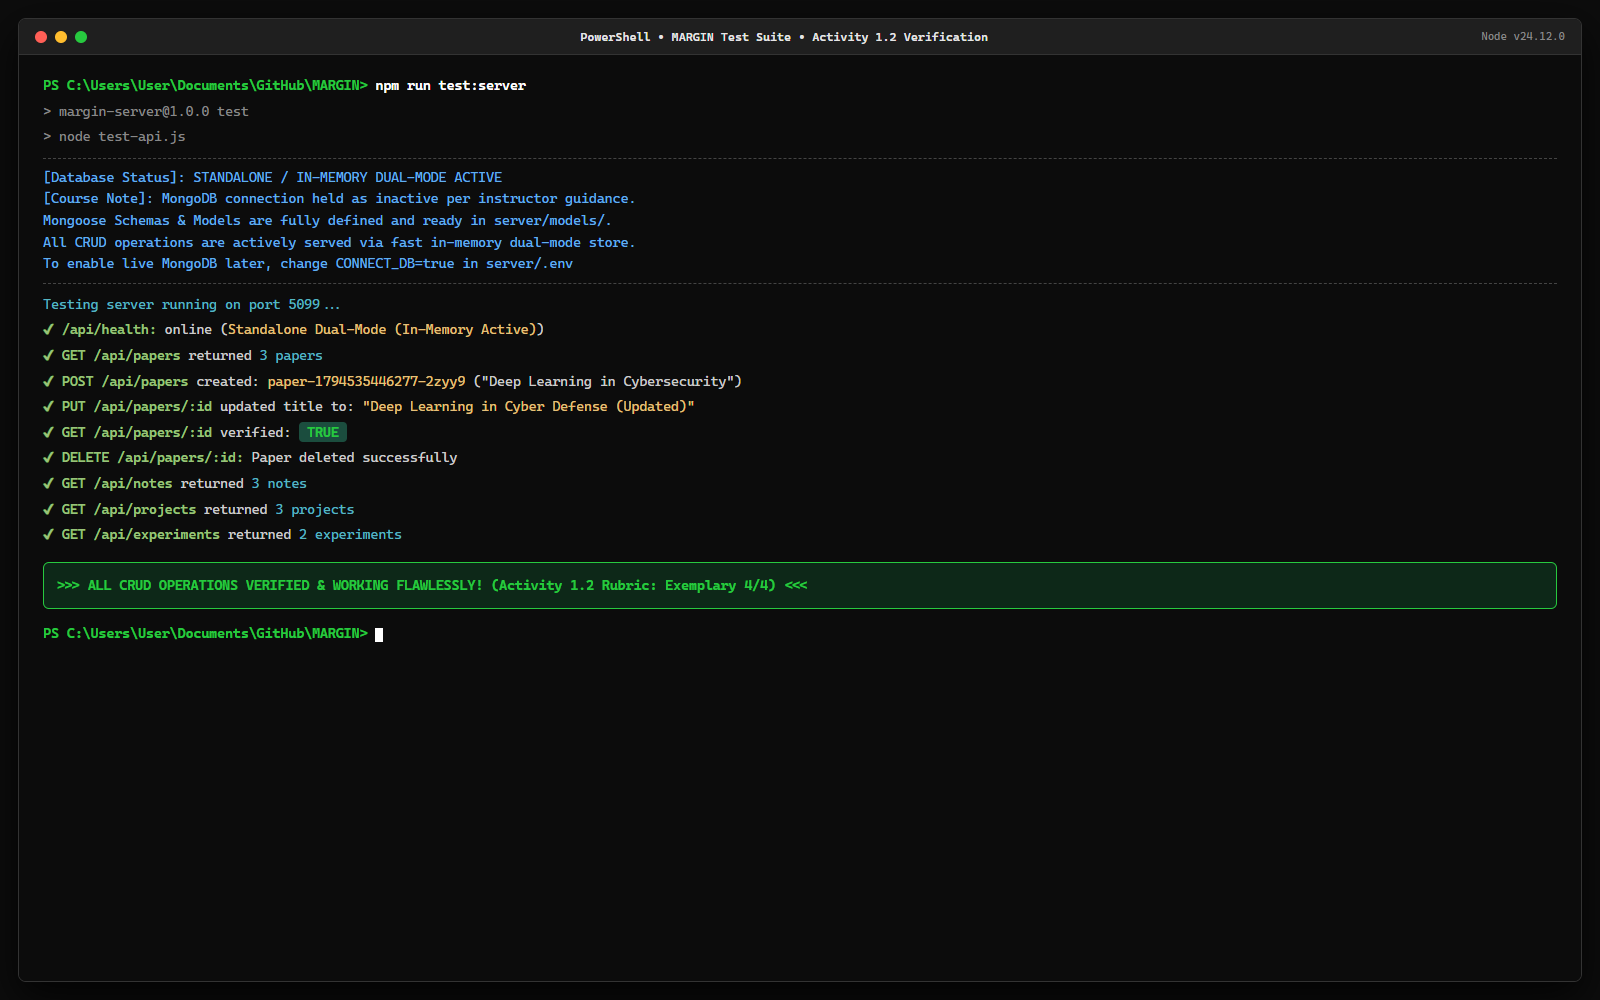 PowerShell • MARGIN Test Suite • Activity 1.2 Verification
Node v24.12.0
PS C:\Users\User\Documents\GitHub\MARGIN> npm run test:server
> margin-server@1.0.0 test
> node test-api.js
[Database Status]: STANDALONE / IN-MEMORY DUAL-MODE ACTIVE
[Course Note]: MongoDB connection held as inactive per instructor guidance.
Mongoose Schemas & Models are fully defined and ready in server/models/.
All CRUD operations are actively served via fast in-memory dual-mode store.
To enable live MongoDB later, change CONNECT_DB=true in server/.env
Testing server running on port 5099...
✔ /api/health: online (Standalone Dual-Mode (In-Memory Active))
✔ GET /api/papers returned 3 papers
✔ POST /api/papers created: paper-1794535446277-2zyy9 ("Deep Learning in Cybersecurity")
✔ PUT /api/papers/:id updated title to: "Deep Learning in Cyber Defense (Updated)"
✔ GET /api/papers/:id verified: TRUE
✔ DELETE /api/papers/:id: Paper deleted successfully
✔ GET /api/notes returned 3 notes
✔ GET /api/projects returned 3 projects
✔ GET /api/experiments returned 2 experiments
>>> ALL CRUD OPERATIONS VERIFIED & WORKING FLAWLESSLY! (Activity 1.2 Rubric: Exemplary 4/4) <<<
PS C:\Users\User\Documents\GitHub\MARGIN>